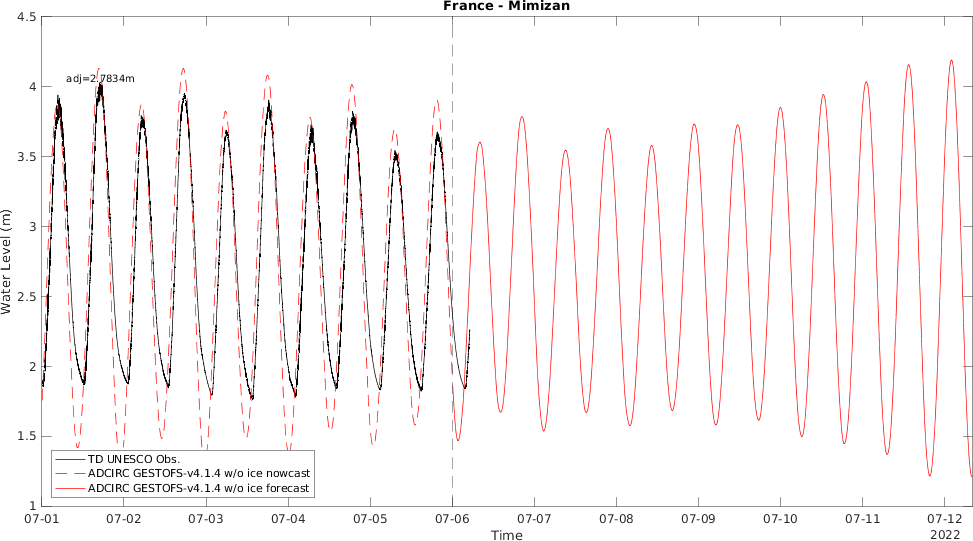 France - Mimizan
adj=2.7834m
4.5
4
3.5
3
2.5
2
1.5
1
Water Level (m)
TD UNESCO Obs.
ADCIRC GESTOFS-v4.1.4 w/o ice nowcast
ADCIRC GESTOFS-v4.1.4 w/o ice forecast
07-01 07-02 07-03 07-04 07-05 07-06 07-07 07-08 07-09 07-10 07-11 07-12
Time
2022